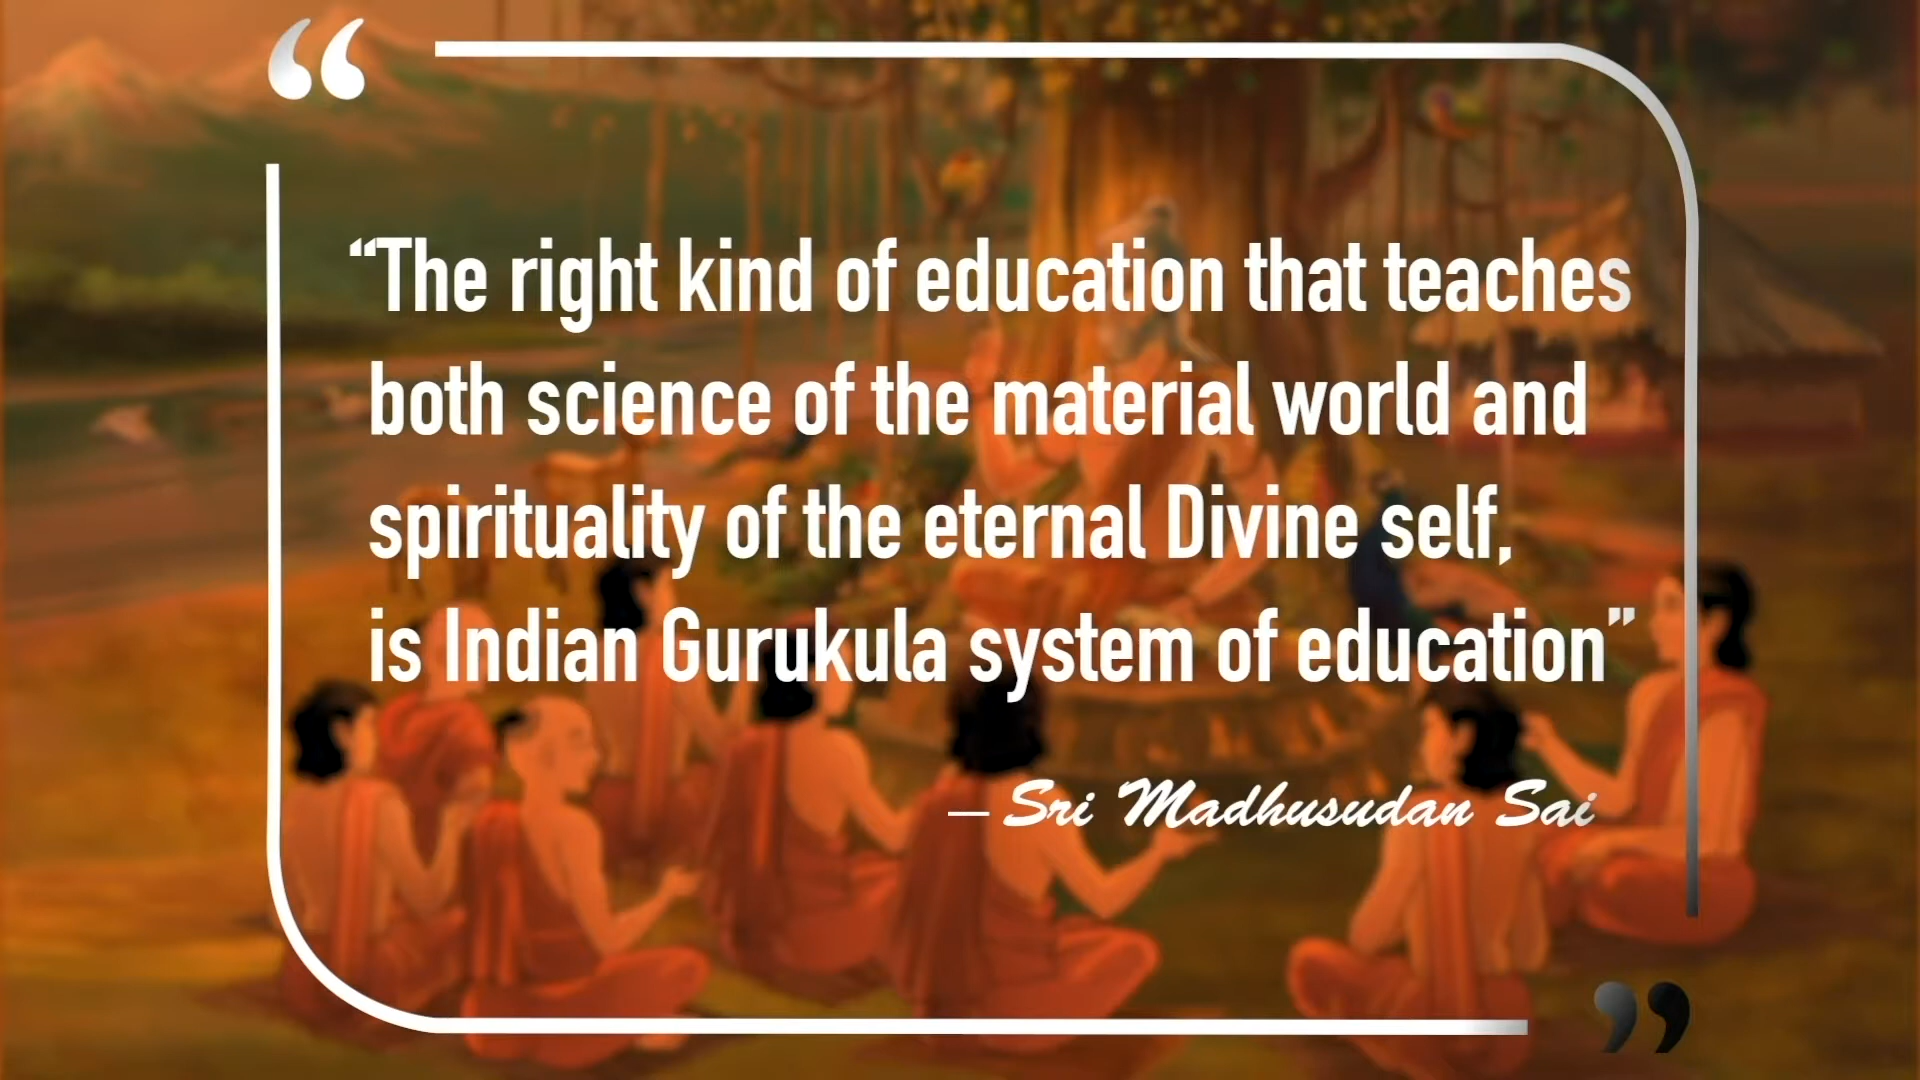 “The right kind of education that teaches
both science of the material world and
spirituality of the eternal Divine self,
is Indian Gurukula system of education”
— Sri Madhusudan Sai